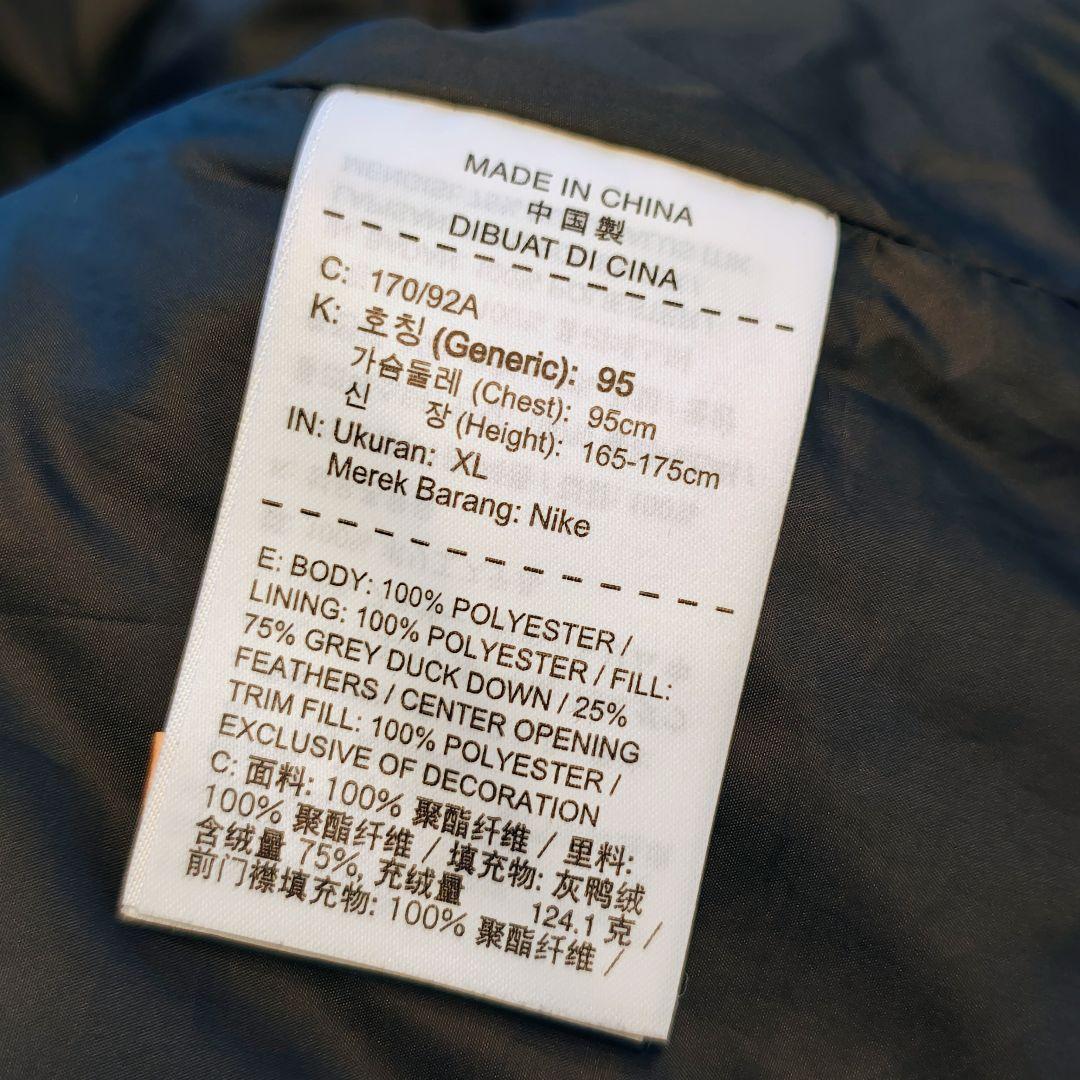 MADE IN CHINA
中国製
DIBUAT DI CINA
C: 170/92A
K: 호칭 (Generic): 95
가슴둘레 (Chest): 95cm
신 장 (Height): 165-175cm
IN: Ukuran: XL
Merek Barang: Nike
E: BODY: 100% POLYESTER /
LINING: 100% POLYESTER / FILL:
75% GREY DUCK DOWN / 25%
FEATHERS / CENTER OPENING
TRIM FILL: 100% POLYESTER /
EXCLUSIVE OF DECORATION
C: 面料: 100% 聚酯纤维 / 里料:
100% 聚酯纤维 / 填充物: 灰鸭绒
含绒量 75%, 充绒量 124.1 克 /
前门襟填充物: 100% 聚酯纤维 /